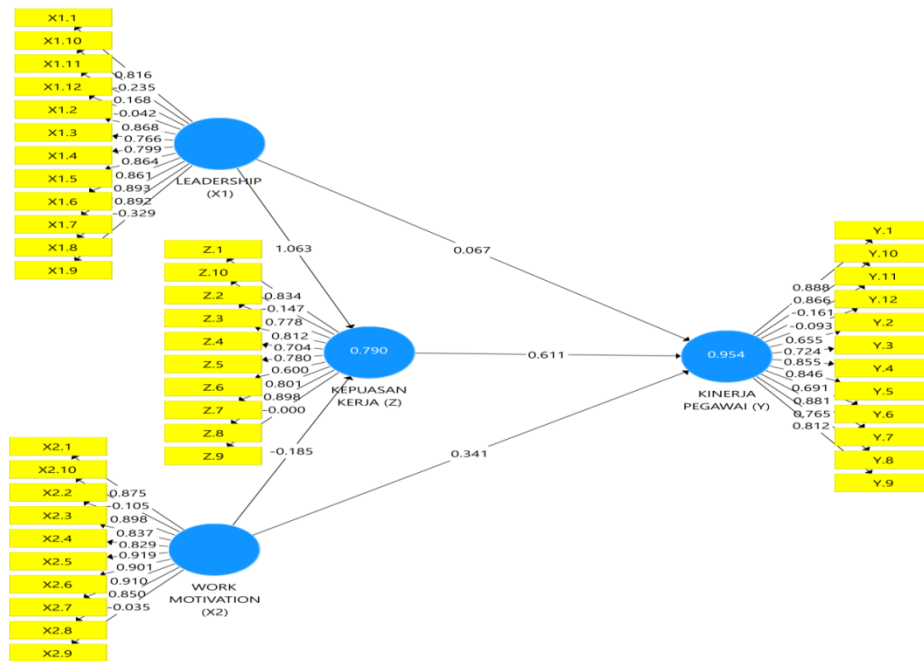 X1.1
X1.10
X1.11
X1.12
X1.2
X1.3
X1.4
X1.5
X1.6
X1.7
X1.8
X1.9
0.816
-0.235
0.168
-0.042
0.868
0.766
-0.799
0.864
0.861
0.893
0.892
-0.329
LEADERSHIP
(X1)
1.063
0.067
Z.1
Z.10
Z.2
Z.3
Z.4
Z.5
Z.6
Z.7
Z.8
Z.9
0.834
-0.147
0.778
0.812
0.704
0.780
0.600
0.801
0.898
-0.000
0.790
KEPUASAN
KERJA (Z)
0.611
-0.185
0.341
Y.1
Y.10
Y.11
Y.12
Y.2
Y.3
Y.4
Y.5
Y.6
Y.7
Y.8
Y.9
0.888
0.866
-0.161
-0.093
0.655
0.724
0.855
0.846
0.691
0.881
0.765
0.812
0.954
KINERJA
PEGAWAI (Y)
X2.1
X2.10
X2.2
X2.3
X2.4
X2.5
X2.6
X2.7
X2.8
X2.9
0.875
-0.105
0.898
0.837
0.829
0.919
0.901
0.910
0.850
-0.035
WORK
MOTIVATION
(X2)